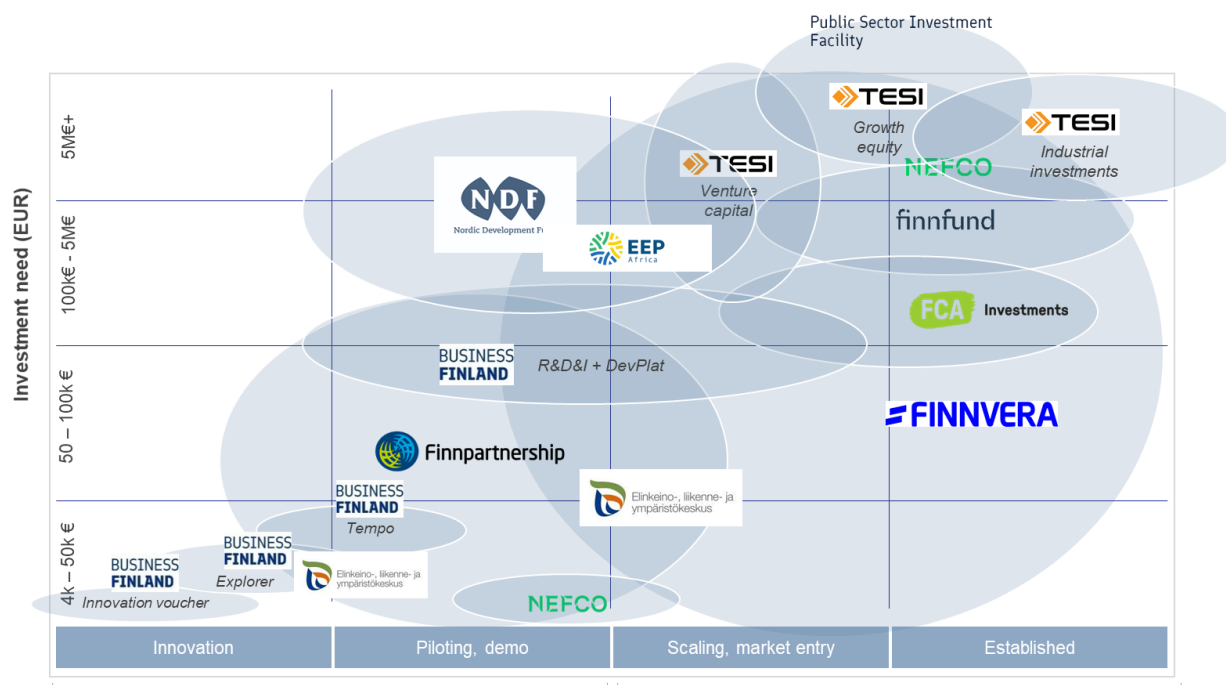 Public Sector Investment
Facility
TESI
Growth
equity
TESI
Industrial
investments
TESI
Venture
capital
NEFCO
NDF
Nordic Development Fu
finnfund
EEP
Africa
FCA Investments
BUSINESS
FINLAND
R&D&I + DevPlat
FINNVERA
Finnpartnership
BUSINESS
FINLAND
Tempo
Elinkeino-, liikenne- ja
ympäristökeskus
BUSINESS
FINLAND
Explorer
BUSINESS
FINLAND
Innovation voucher
Elinkeino-, liikenne- ja
ympäristökeskus
NEFCO
Investment need (EUR)
5M€+
100k€ - 5M€
50 – 100k €
4k – 50k €
Innovation
Piloting, demo
Scaling, market entry
Established